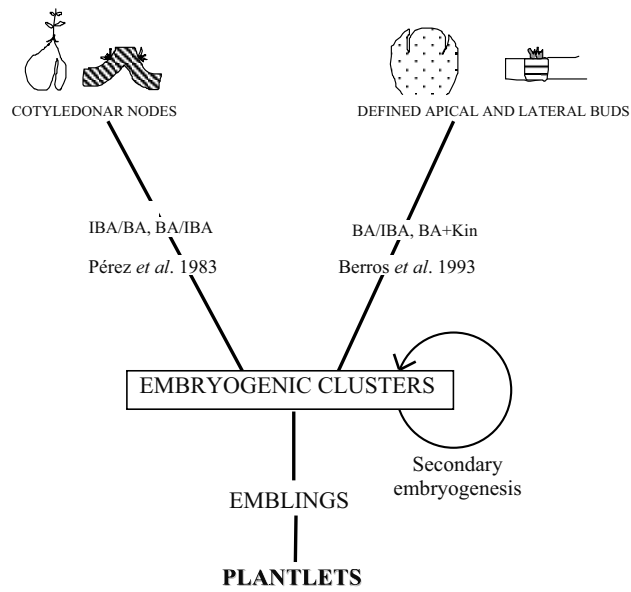 COTYLEDONAR NODES
DEFINED APICAL AND LATERAL BUDS
IBA/BA, BA/IBA
Pérez et al. 1983
BA/IBA, BA+Kin
Berros et al. 1993
EMBRYOGENIC CLUSTERS
Secondary
embryogenesis
EMBLINGS
PLANTLETS